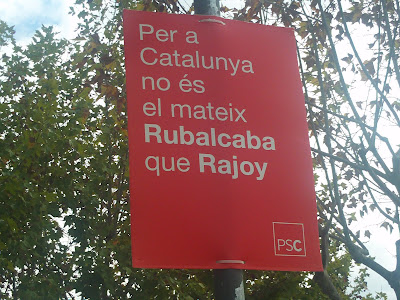 Per a
Catalunya
no és
el mateix
Rubalcaba
que Rajoy
PSC